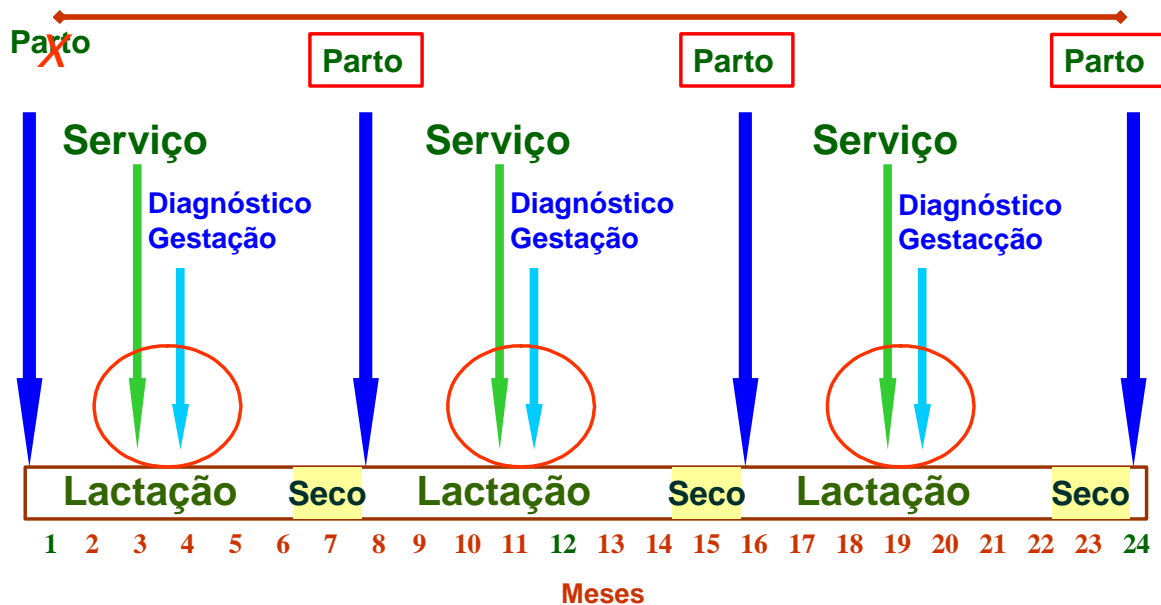 Parto
X
Parto
Parto
Parto
Serviço
Serviço
Serviço
Diagnóstico
Gestação
Diagnóstico
Gestação
Diagnóstico
Gestacção
Lactação
Seco
Lactação
Seco
Lactação
Seco
1 2 3 4 5 6 7 8 9 10 11 12 13 14 15 16 17 18 19 20 21 22 23 24
Meses